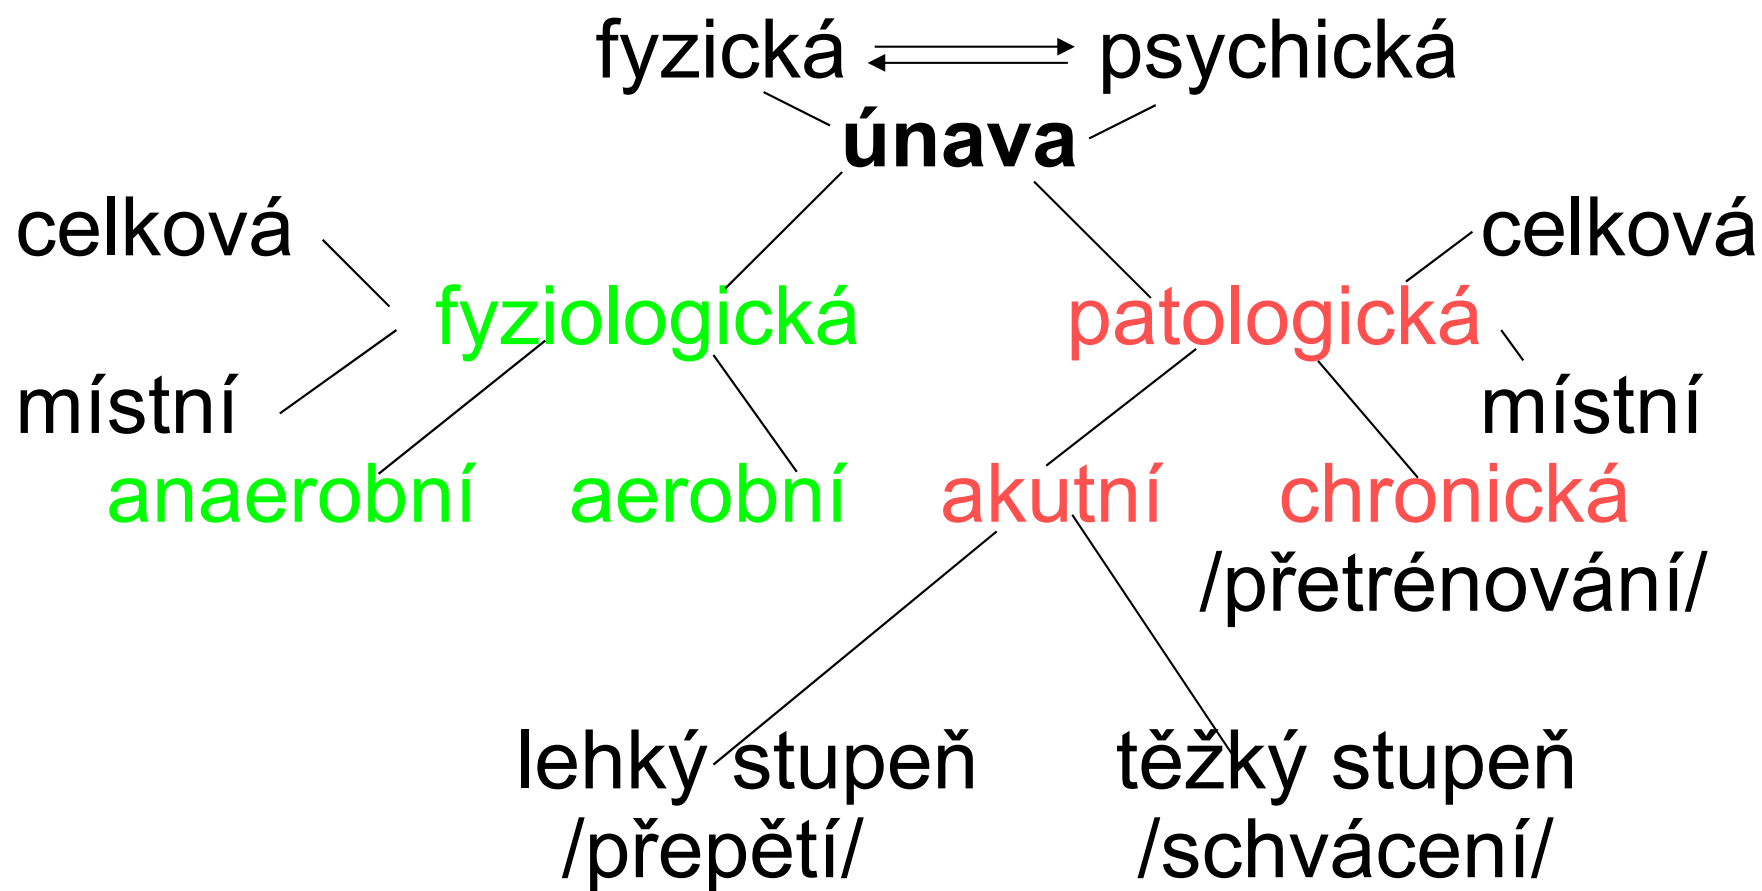 fyzická psychická
únava
celková celková
fyziologická patologická
místní místní
anaerobní aerobní akutní chronická
/přetrénování/
lehký stupeň těžký stupeň
/přepětí/ /schvácení/